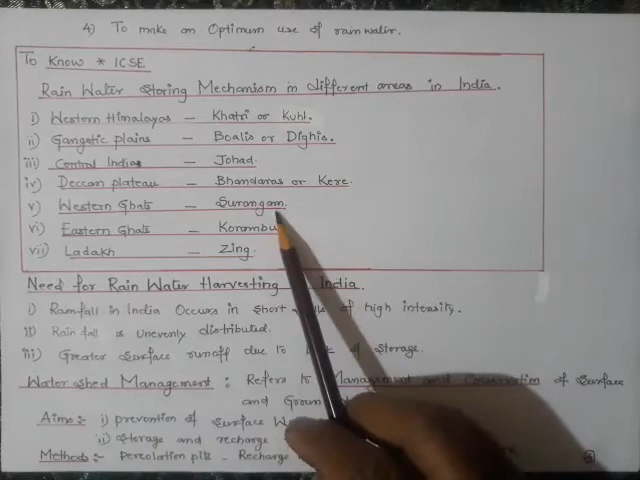 4) To make an Optimum use of rain water.
To Know * ICSE
Rain Water Storing Mechanism in different areas in India.
i) Western Himalayas - Khatri or Kuhl.
ii) Gangetic plains - Boalis or Dighis.
iii) Central India - Johad.
iv) Deccan plateau - Bhandaras or Kere.
v) Western Ghats - Surangam.
vi) Eastern Ghats - Korambu
vii) Ladakh - Zing.
Need for Rain Water Harvesting India.
i) Rainfall in India Occurs in Short of high intensity.
ii) Rain fall is unevenly distributed.
iii) Greater Surface runoff due to of storage.
Water shed Management : Refers to Management and Conservation of Surface
and
Aims:- i) prevention of Surface
ii) storage and recharge
Methods:- Percolation pits - Recharge